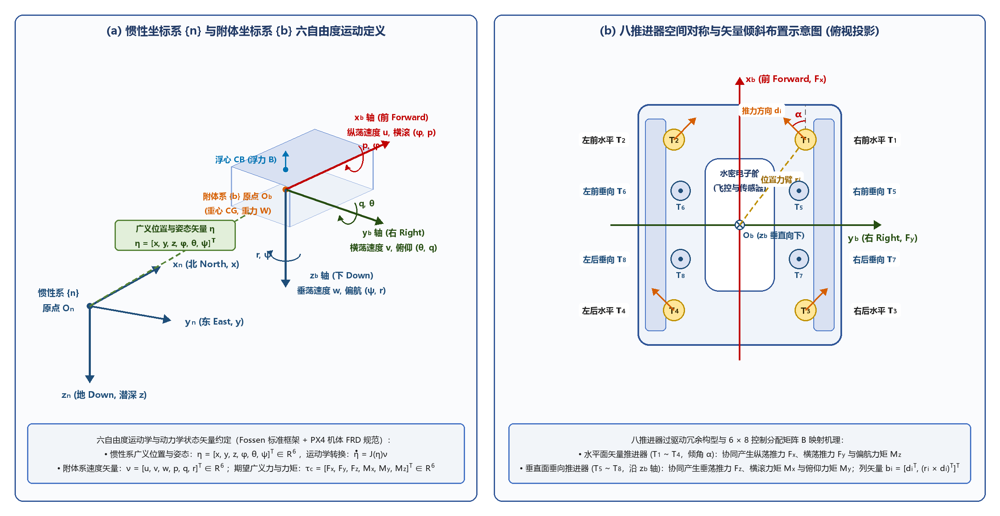 (a) 惯性坐标系 {n} 与附体坐标系 {b} 六自由度运动定义
xb 轴 (前 Forward)
纵荡速度 u, 横滚 (φ, p)
p, φ
浮心 CB (浮力 B)
附体系 {b} 原点 Ob
(重心 CG, 重力 W)
q, θ
广义位置与姿态矢量 η
η = [x, y, z, φ, θ, ψ]^T
yb 轴 (右 Right)
横荡速度 v, 俯仰 (θ, q)
r, ψ
xn (北 North, x)
zb 轴 (下 Down)
垂荡速度 w, 偏航 (ψ, r)
惯性系 {n}
原点 On
yn (东 East, y)
zn (地 Down, 潜深 z)
六自由度运动学与动力学状态矢量约定（Fossen 标准框架 + PX4 机体 FRD 规范）:
• 惯性系广义位置与姿态: η = [x, y, z, φ, θ, ψ]^T ∈ R^6 ，运动学转换: η̇ = J(η)ν
• 附体系速度矢量: ν = [u, v, w, p, q, r]^T ∈ R^6 ；期望广义力与力矩: τc = [Fx, Fy, Fz, Mx, My, Mz]^T ∈ R^6
(b) 八推进器空间对称与矢量倾斜布置示意图 (俯视投影)
xb (前 Forward, Fx)
推力方向 di
α
左前水平 T2
T2
T1
右前水平 T1
水密电子舱
(飞控与传感器)
位置力臂 ri
左前垂向 T6
T6
T5
右前垂向 T5
Ob (zb 垂直向下)
yb (右 Right, Fy)
左后垂向 T8
T8
T7
右后垂向 T7
左后水平 T4
T4
T3
右后水平 T3
八推进器过驱动冗余构型与 6 × 8 控制分配矩阵 B 映射机理:
• 水平面矢量推进器 (T1 ~ T4，倾角 α): 协同产生纵荡推力 Fx、横荡推力 Fy 与偏航力矩 Mz
• 垂直面垂向推进器 (T5 ~ T8，沿 zb 轴): 协同产生垂荡推力 Fz、横滚力矩 Mx 与俯仰力矩 My；列矢量 bi = [di^T, (ri × di)^T]^T